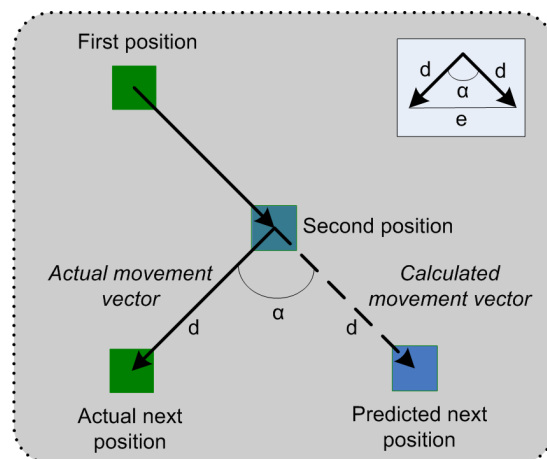 First position
d
d
α
e
Second position
Actual movement
vector
Calculated
movement vector
d
α
d
Actual next
position
Predicted next
position